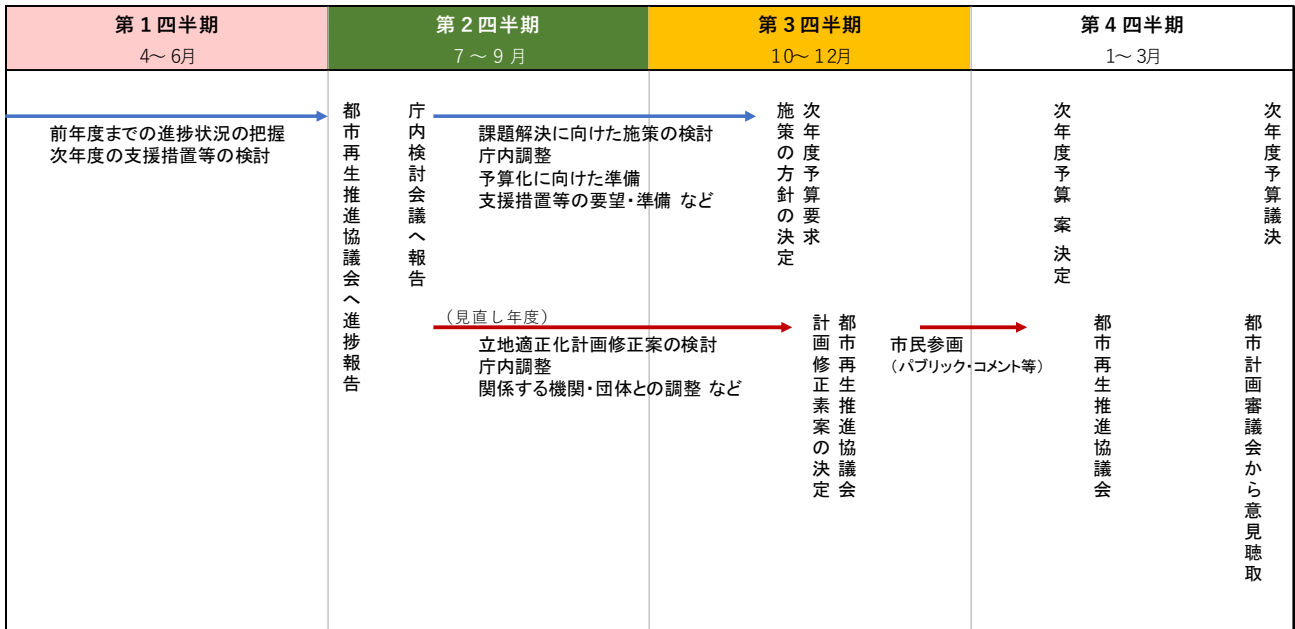 第1四半期
4～6月
第2四半期
7～9月
第3四半期
10～12月
第4四半期
1～3月
前年度までの進捗状況の把握
次年度の支援措置等の検討
都市再生推進協議会へ進捗報告
庁内検討会議へ報告
課題解決に向けた施策の検討
庁内調整
予算化に向けた準備
支援措置等の要望・準備 など
次年度予算要求
施策の方針の決定
次年度予算案決定
次年度予算議決
（見直し年度）
立地適正化計画修正案の検討
庁内調整
関係する機関・団体との調整 など
都市再生推進協議会
計画修正素案の決定
市民参画
（パブリック・コメント等）
都市再生推進協議会
都市計画審議会から意見聴取